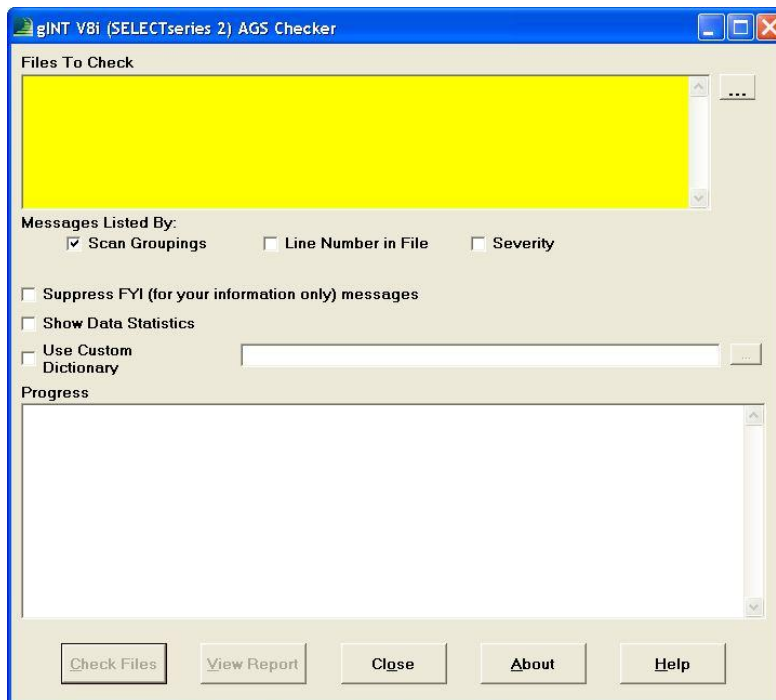 gINT V8i (SELECTseries 2) AGS Checker
Files To Check
...
Messages Listed By:
Scan Groupings Line Number in File Severity
Suppress FYI (for your information only) messages
Show Data Statistics
Use Custom
Dictionary
...
Progress
Check Files View Report Close About Help